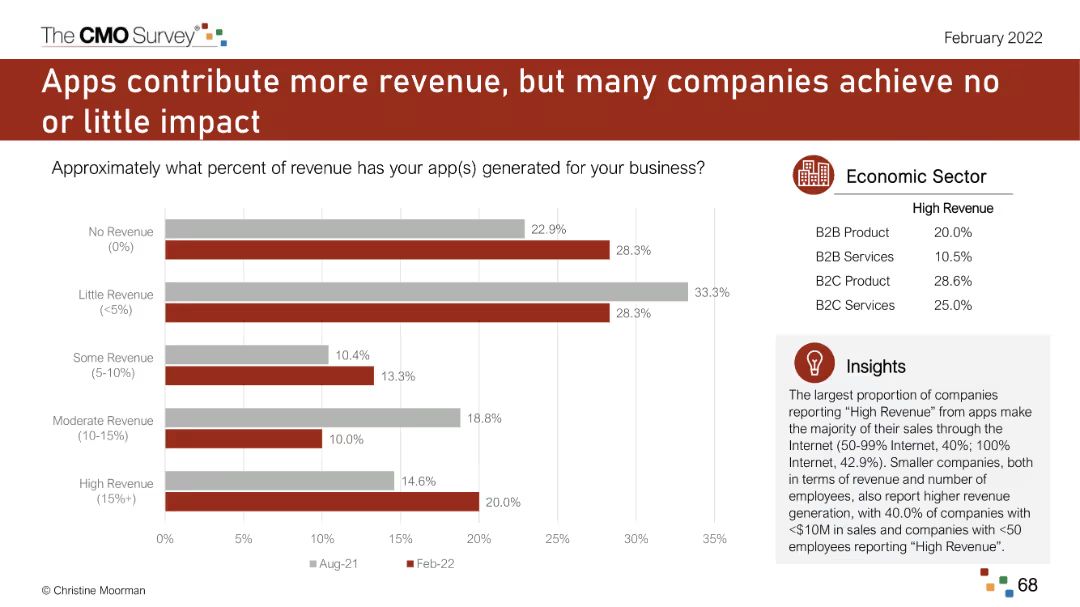 The CMO Survey®
February 2022
Apps contribute more revenue, but many companies achieve no
or little impact
Approximately what percent of revenue has your app(s) generated for your business?
No Revenue
(0%)
22.9%
28.3%
Little Revenue
(<5%)
33.3%
28.3%
Some Revenue
(5-10%)
10.4%
13.3%
Moderate Revenue
(10-15%)
18.8%
10.0%
High Revenue
(15%+)
14.6%
20.0%
0%
5%
10%
15%
20%
25%
30%
35%
Aug-21
Feb-22
Economic Sector
High Revenue
B2B Product 20.0%
B2B Services 10.5%
B2C Product 28.6%
B2C Services 25.0%
Insights
The largest proportion of companies
reporting “High Revenue” from apps make
the majority of their sales through the
Internet (50-99% Internet, 40%; 100%
Internet, 42.9%). Smaller companies, both
in terms of revenue and number of
employees, also report higher revenue
generation, with 40.0% of companies with
<$10M in sales and companies with <50
employees reporting “High Revenue”.
© Christine Moorman
68